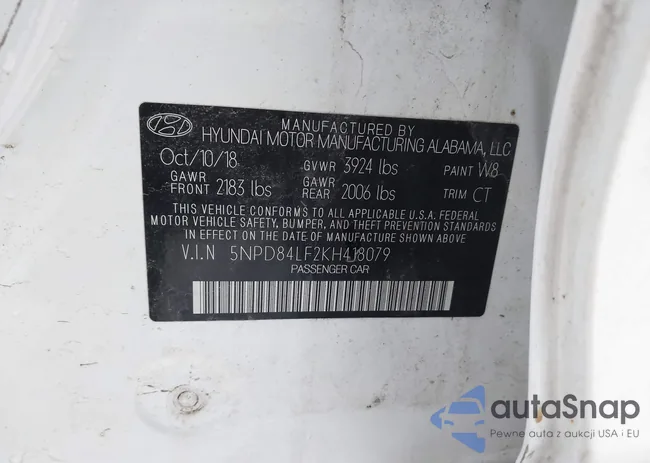 MANUFACTURED BY
HYUNDAI MOTOR MANUFACTURING ALABAMA, LLC
Oct/10/18 GVWR 3924 lbs PAINT W8
GAWR FRONT 2183 lbs GAWR REAR 2006 lbs TRIM CT
THIS VEHICLE CONFORMS TO ALL APPLICABLE U.S.A. FEDERAL
MOTOR VEHICLE SAFETY, BUMPER, AND THEFT PREVENTION STANDARDS
IN EFFECT ON THE DATE OF MANUFACTURE SHOWN ABOVE.
V.I.N 5NPD84LF2KH418079
PASSENGER CAR
autaSnap
Pewne auta z aukcji USA i EU